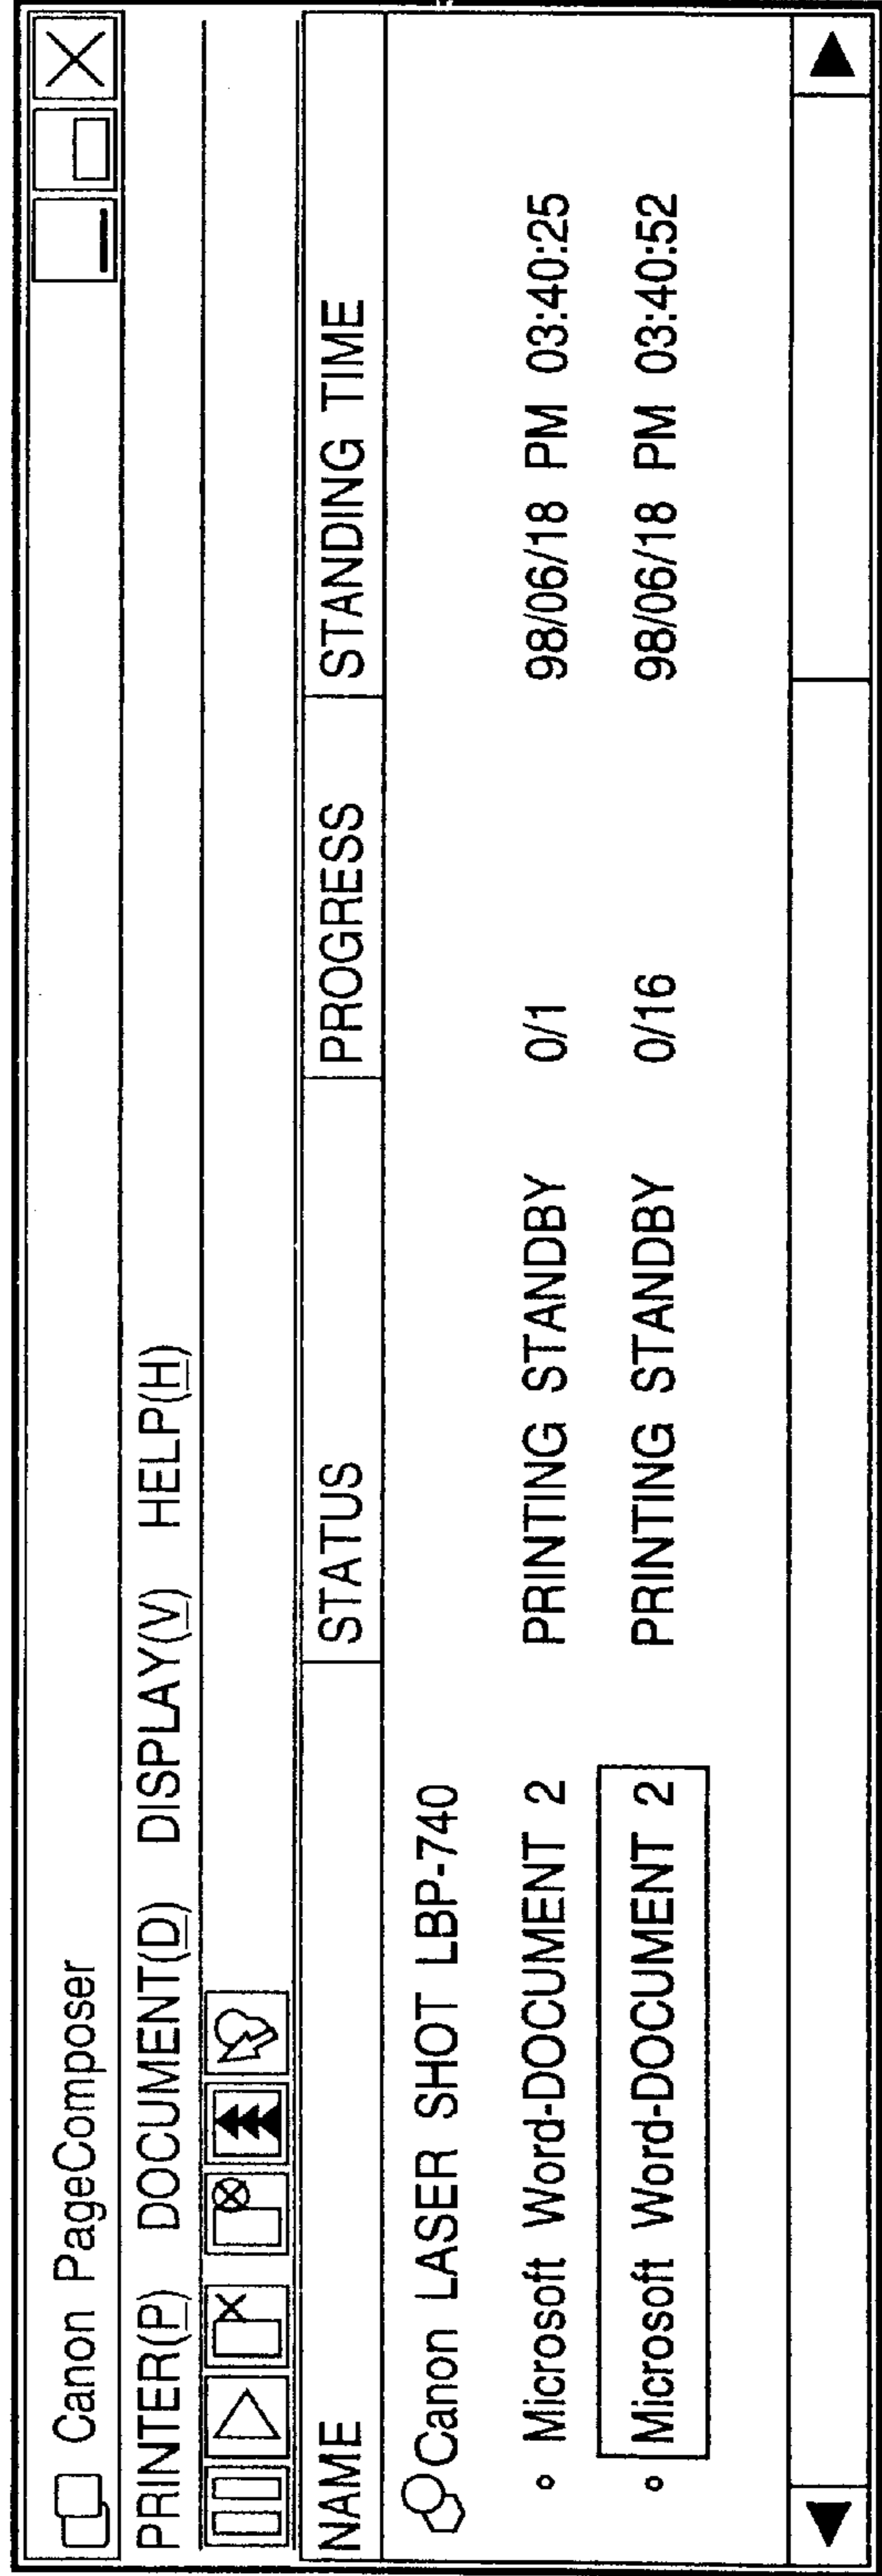 Canon PageComposer
PRINTER(P) DOCUMENT(D) DISPLAY(V) HELP(H)
NAME STATUS PROGRESS STANDING TIME
Canon LASER SHOT LBP-740
Microsoft Word-DOCUMENT 2 PRINTING STANDBY 0/1 98/06/18 PM 03:40:25
Microsoft Word-DOCUMENT 2 PRINTING STANDBY 0/16 98/06/18 PM 03:40:52